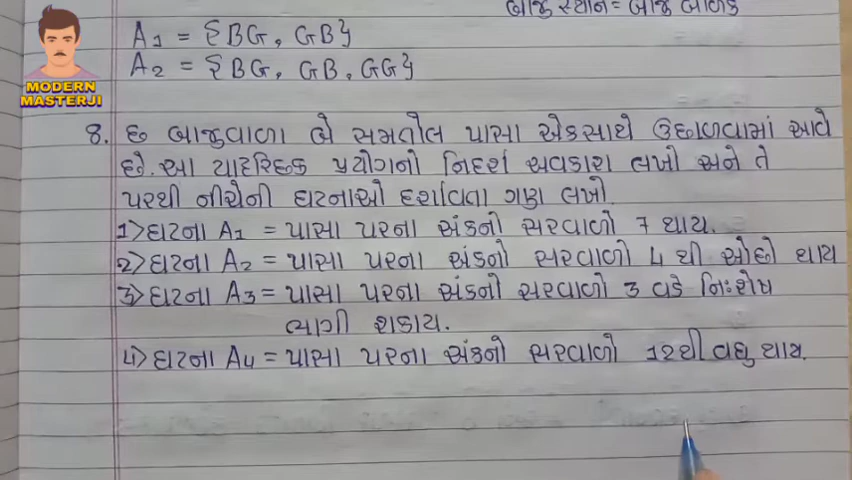 બાજુ સ્થાન = બાજુ બાળક
A1 = {BG, GB}
A2 = {BG, GB, GG}
MODERN
MASTERJI
8. છ બાજુવાળા બે સમતોલ પાસા એકસાથે ઉછાળવામાં આવે
છે. આ યાદચ્છિક પ્રયોગનો નિદર્શ અવકાશ લખો અને તે
પરથી નીચેની ઘટનાઓ દર્શાવતા ગણ લખો.
1> ઘટના A1 = પાસા પરના અંકનો સરવાળો 7 થાય.
2> ઘટના A2 = પાસા પરના અંકનો સરવાળો 4 થી ઓછો થાય
3> ઘટના A3 = પાસા પરના અંકનો સરવાળો 3 વડે નિઃશેષ
ભાગી શકાય.
4> ઘટના A4 = પાસા પરના અંકનો સરવાળો 12થી વધુ થાય.